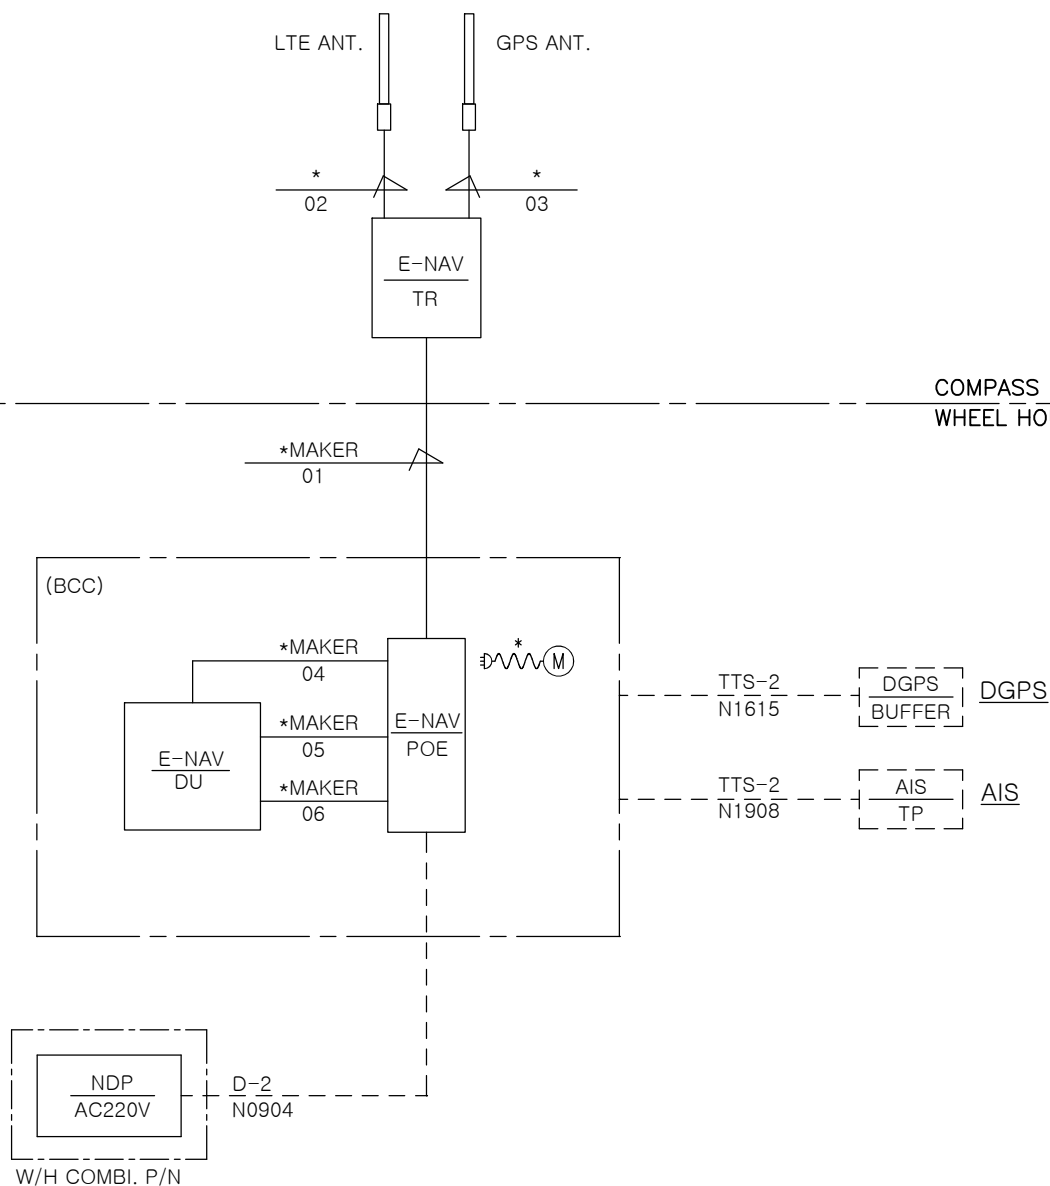 LTE ANT.
GPS ANT.
*
02
*
03
E-NAV
TR
COMPASS
WHEEL HO
*MAKER
01
(BCC)
*MAKER
04
*
M
*MAKER
05
E-NAV
POE
E-NAV
DU
*MAKER
06
TTS-2
N1615
DGPS
BUFFER
DGPS
TTS-2
N1908
AIS
TP
AIS
NDP
AC220V
D-2
N0904
W/H COMBI. P/N